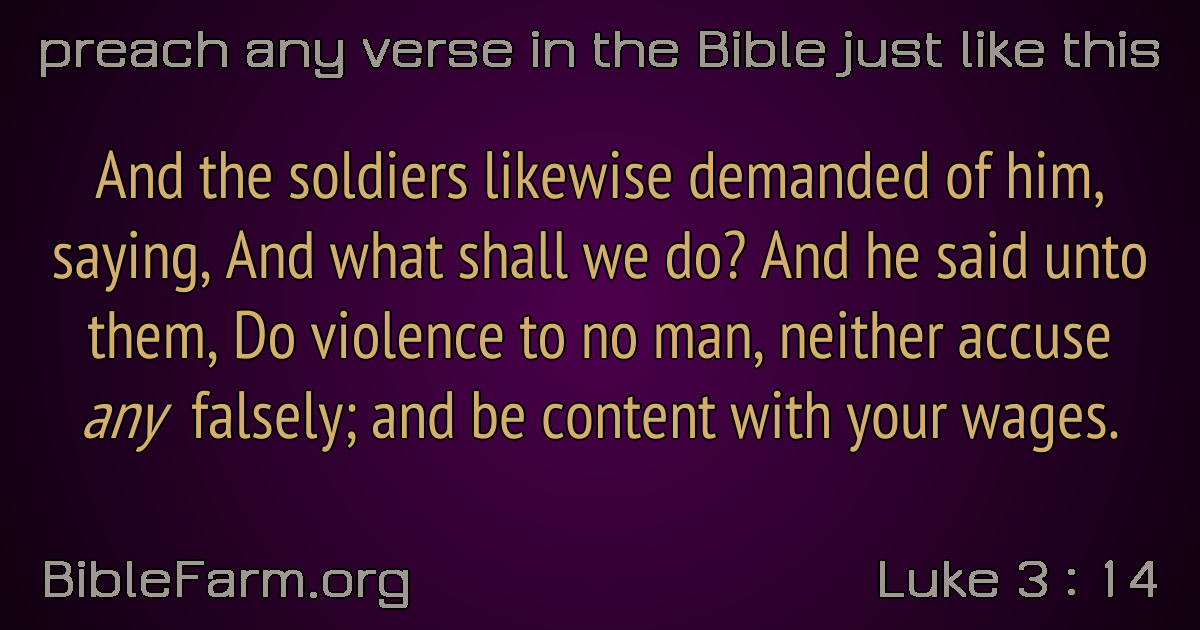 preach any verse in the Bible just like this
And the soldiers likewise demanded of him,
saying, And what shall we do? And he said unto
them, Do violence to no man, neither accuse
any falsely; and be content with your wages.
BibleFarm.org
Luke 3 : 14